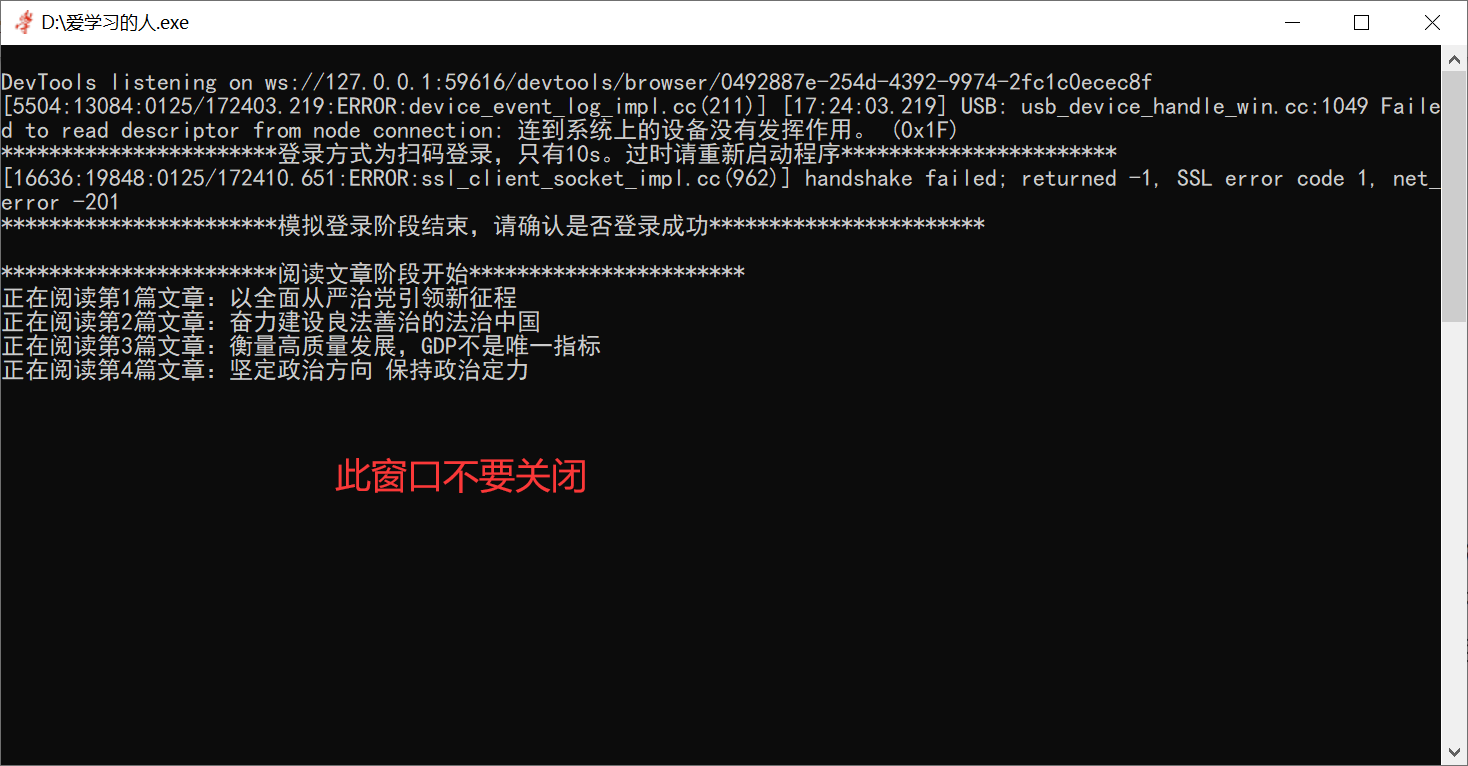 D:\爱学习的人.exe
DevTools listening on ws://127.0.0.1:59616/devtools/browser/0492887e-254d-4392-9974-2fc1c0ecec8f
[5504:13084:0125/172403.219:ERROR:device_event_log_impl.cc(211)] [17:24:03.219] USB: usb_device_handle_win.cc:1049 Faile
d to read descriptor from node connection: 连到系统上的设备没有发挥作用。 (0x1F)
***********************登录方式为扫码登录，只有10s。过时请重新启动程序***********************
[16636:19848:0125/172410.651:ERROR:ssl_client_socket_impl.cc(962)] handshake failed; returned -1, SSL error code 1, net_
error -201
***********************模拟登录阶段结束，请确认是否登录成功***********************
***********************阅读文章阶段开始***********************
正在阅读第1篇文章：以全面从严治党引领新征程
正在阅读第2篇文章：奋力建设良法善治的法治中国
正在阅读第3篇文章：衡量高质量发展，GDP不是唯一指标
正在阅读第4篇文章：坚定政治方向 保持政治定力
此窗口不要关闭